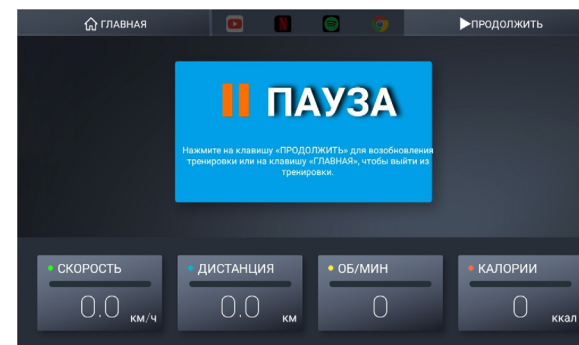 ГЛАВНАЯ
ПРОДОЛЖИТЬ
ПАУЗА
Нажмите на клавишу «ПРОДОЛЖИТЬ» для возобновления
тренировки или на клавишу «ГЛАВНАЯ», чтобы выйти из
тренировки.
СКОРОСТЬ
0.0 км/ч
ДИСТАНЦИЯ
0.0 км
ОБ/МИН
0
КАЛОРИИ
0 ккал